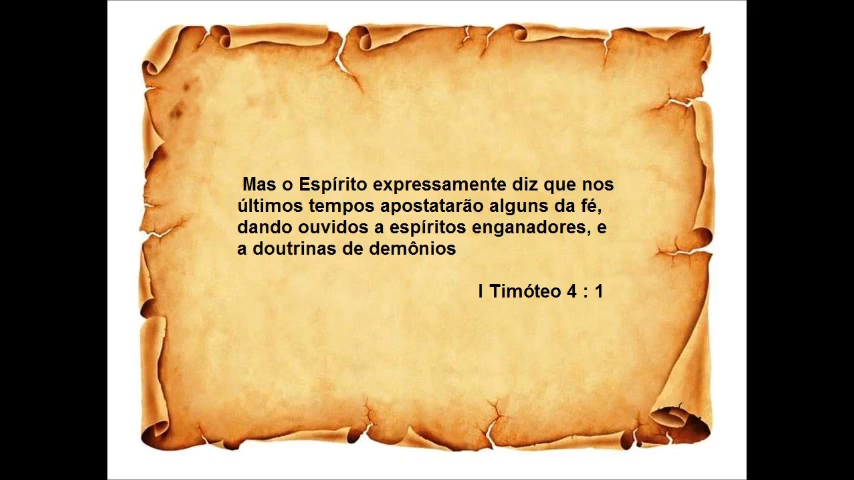 Mas o Espírito expressamente diz que nos
últimos tempos apostatarão alguns da fé,
dando ouvidos a espíritos enganadores, e
a doutrinas de demônios
I Timóteo 4 : 1